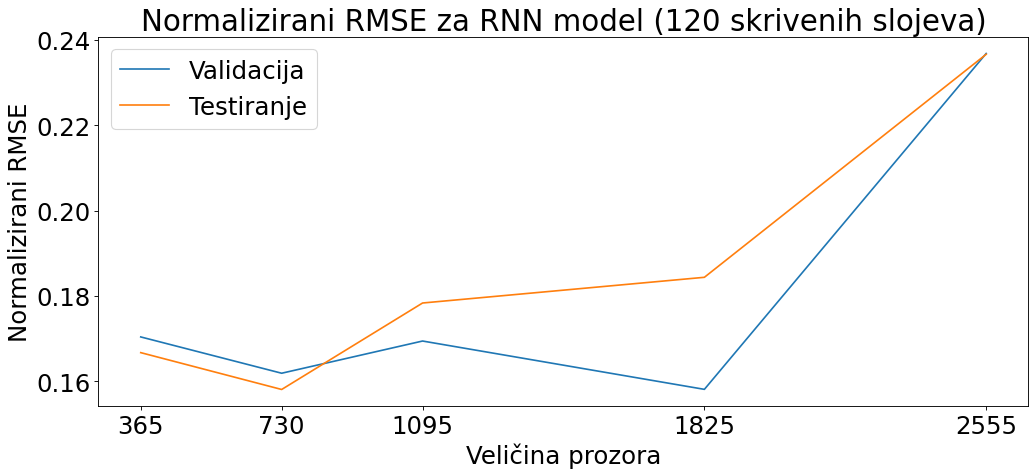 Normalizirani RMSE za RNN model (120 skrivenih slojeva)
Normalizirani RMSE
0.24
0.22
0.20
0.18
0.16
Validacija
Testiranje
365 730 1095 1825 2555
Veličina prozora